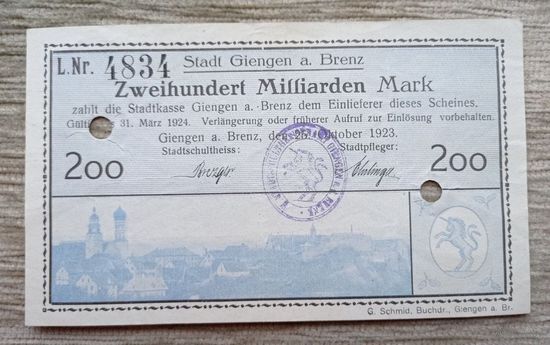 L.Nr. 4834 Stadt Giengen a. Brenz
Zweihundert Milliarden Mark
zahlt die Stadtkasse Giengen a. Brenz dem Einlieferer dieses Scheines.
31. März 1924. Verlängerung oder früherer Aufruf zur Einlösung vorbehalten.
Giengen a. Brenz, den 25. Oktober 1923.
Stadtschultheiss: Stadtpfleger:
200 200
G. Schmid, Buchdr., Giengen a. Br.